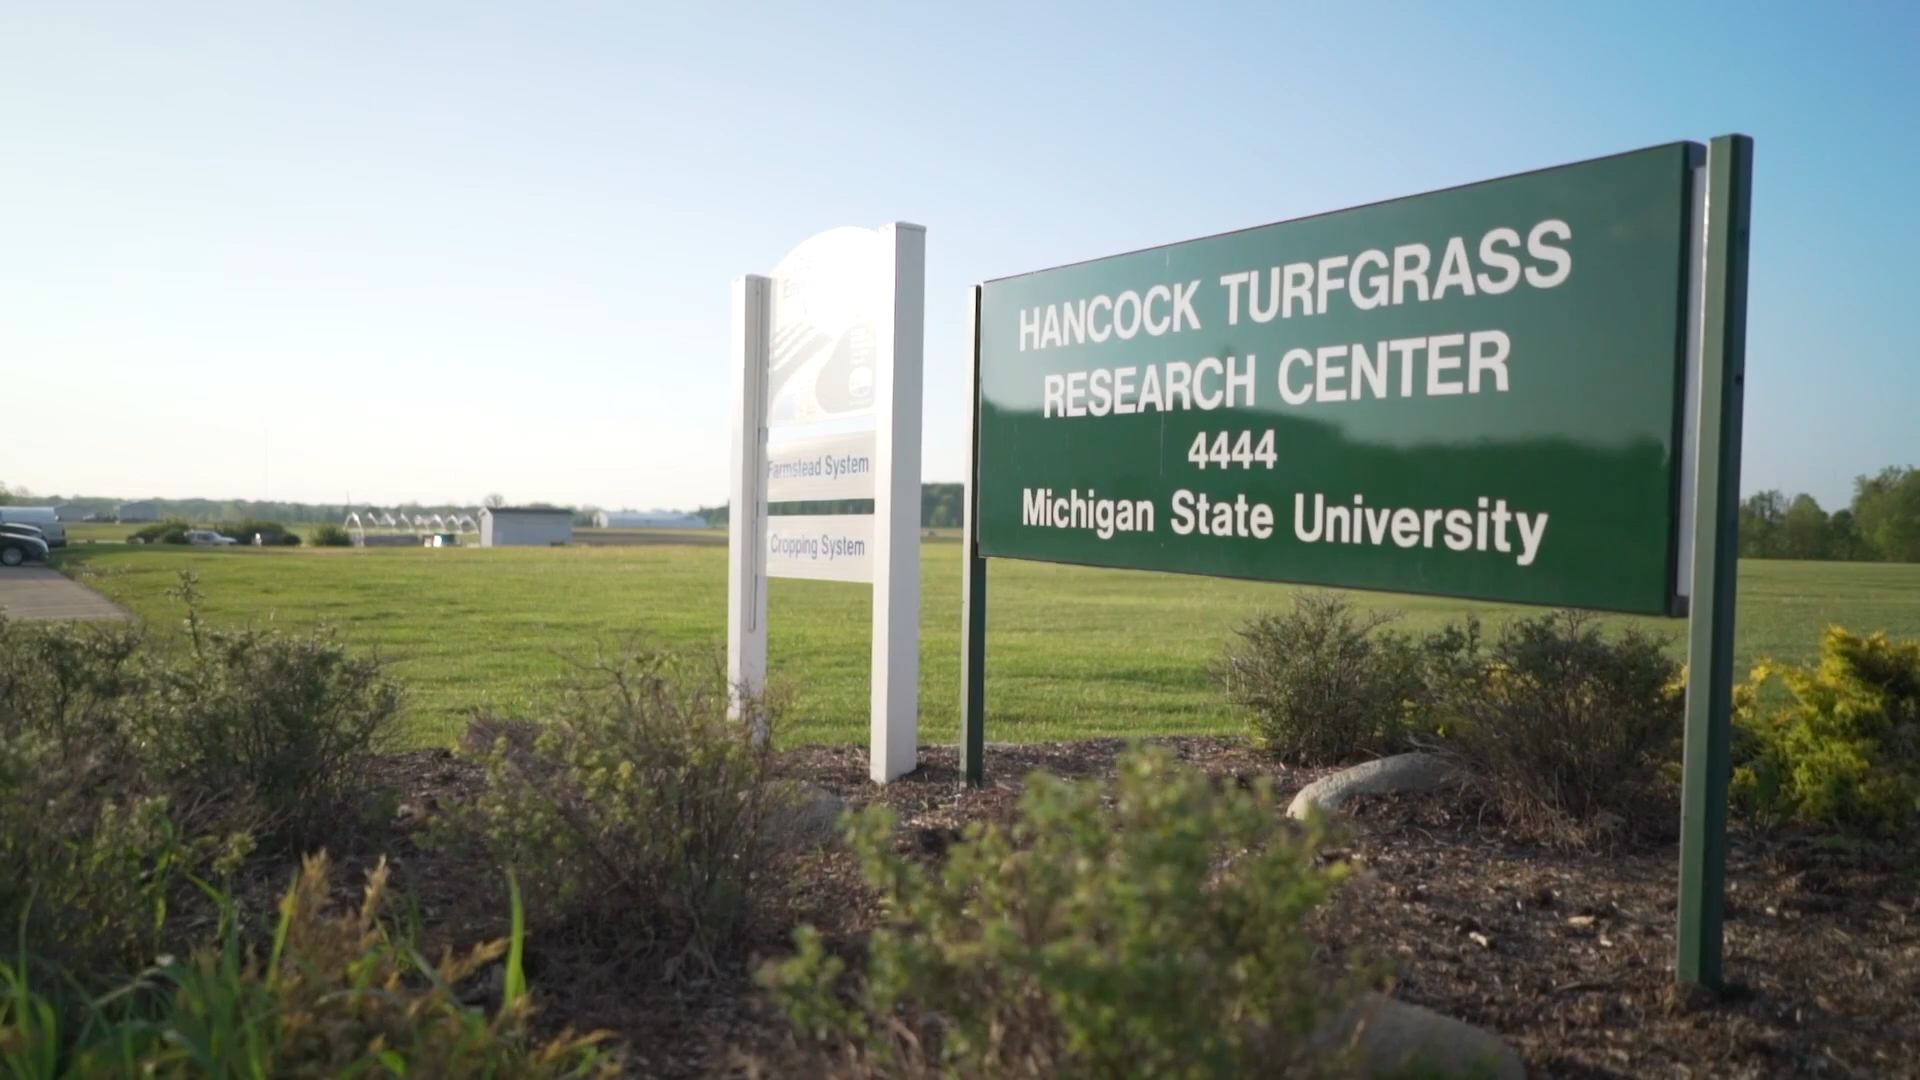 Farmstead System
Cropping System
HANCOCK TURFGRASS
RESEARCH CENTER
4444
Michigan State University